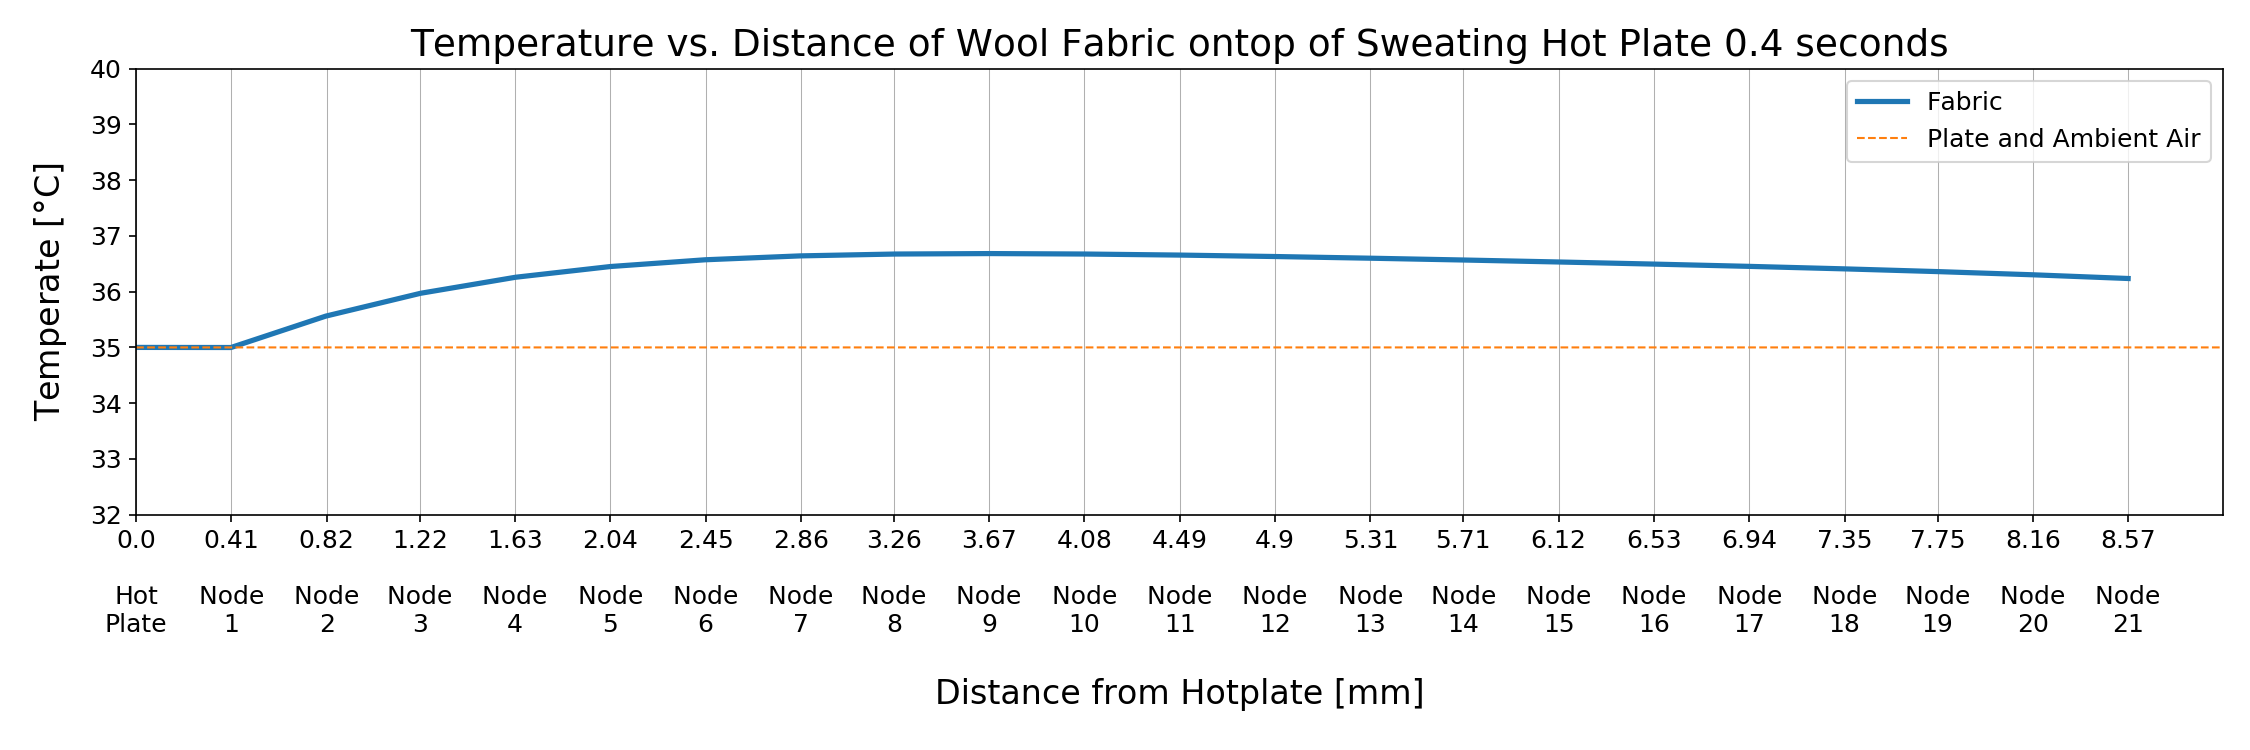 Temperature vs. Distance of Wool Fabric ontop of Sweating Hot Plate 0.4 seconds
Temperate [°C]
40
39
38
37
36
35
34
33
32
Fabric
Plate and Ambient Air
0.0 0.41 0.82 1.22 1.63 2.04 2.45 2.86 3.26 3.67 4.08 4.49 4.9 5.31 5.71 6.12 6.53 6.94 7.35 7.75 8.16 8.57
Hot Node Node Node Node Node Node Node Node Node Node Node Node Node Node Node Node Node Node Node Node Node
Plate 1 2 3 4 5 6 7 8 9 10 11 12 13 14 15 16 17 18 19 20 21
Distance from Hotplate [mm]